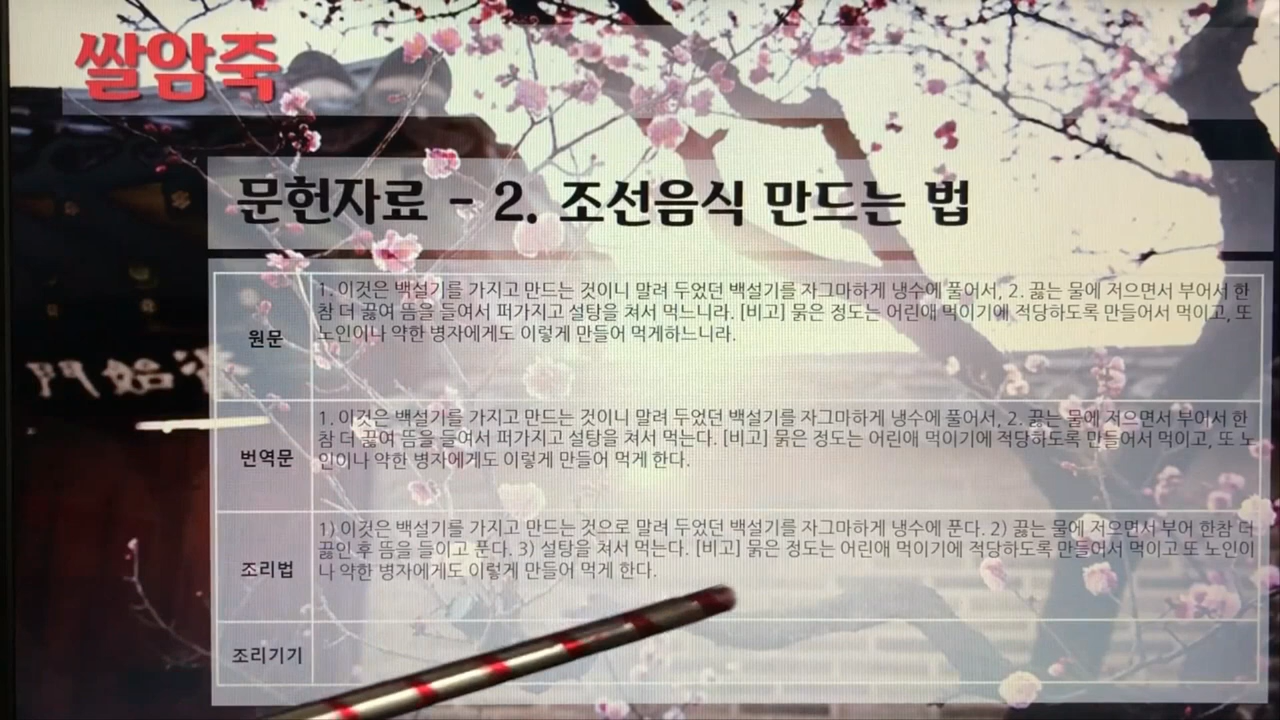 쌀암죽
문헌자료 - 2. 조선음식 만드는 법
원문
1. 이것은 백설기를 가지고 만드는 것이니 말려 두었던 백설기를 자그마하게 냉수에 풀어서, 2. 끓는 물에 저으면서 부어서 한
참 더 끓여 뜸을 들여서 퍼가지고 설탕을 쳐서 먹느니라. [비고] 묽은 정도는 어린애 먹이기에 적당하도록 만들어서 먹이고, 또
노인이나 약한 병자에게도 이렇게 만들어 먹게하느니라.
번역문
1. 이것은 백설기를 가지고 만드는 것이니 말려 두었던 백설기를 자그마하게 냉수에 풀어서, 2. 끓는 물에 저으면서 부어서 한
참 더 끓여 뜸을 들여서 퍼가지고 설탕을 쳐서 먹는다. [비고] 묽은 정도는 어린애 먹이기에 적당하도록 만들어서 먹이고, 또 노
인이나 약한 병자에게도 이렇게 만들어 먹게 한다.
조리법
1) 이것은 백설기를 가지고 만드는 것으로 말려 두었던 백설기를 자그마하게 냉수에 푼다. 2) 끓는 물에 저으면서 부어 한참 더
끓인 후 뜸을 들이고 푼다. 3) 설탕을 쳐서 먹는다. [비고] 묽은 정도는 어린애 먹이기에 적당하도록 만들어서 먹이고 또 노인이
나 약한 병자에게도 이렇게 만들어 먹게 한다.
조리기기
門始